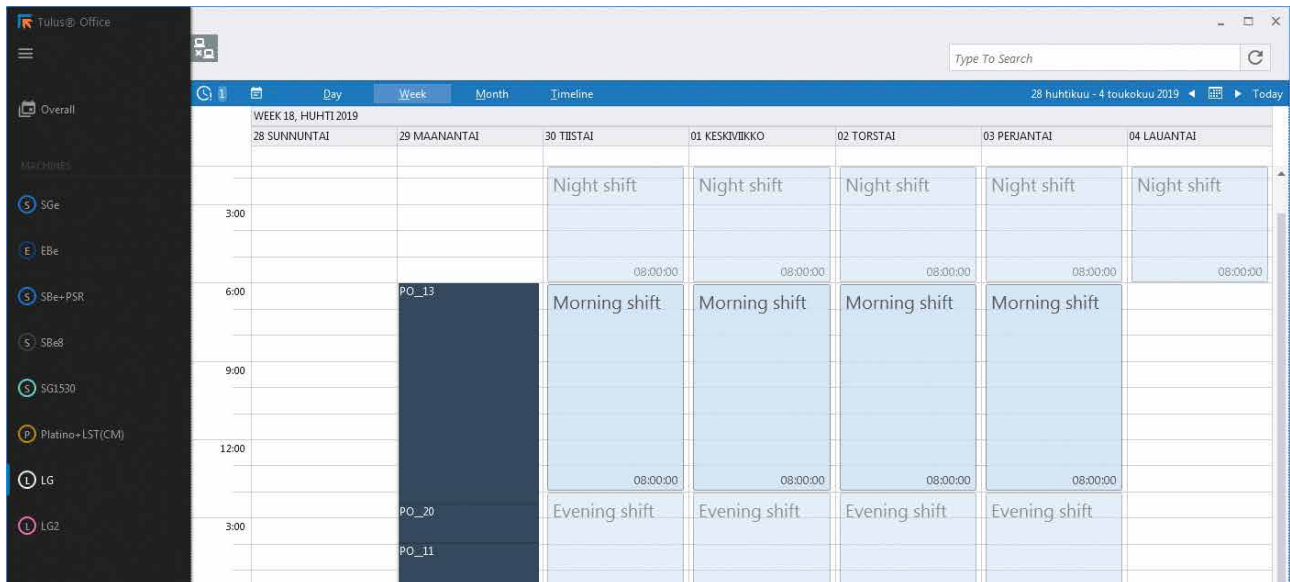 Tulus® Office
Type To Search
Overall
1 Day Week Month Timeline 28 huhtikuu - 4 toukokuu 2019 Today
WEEK 18, HUHTI 2019
28 SUNNUNTAI 29 MAANANTAI 30 TIISTAI 01 KESKIVIIKKO 02 TORSTAI 03 PERJANTAI 04 LAUANTAI
MACHINES
S SGe
E EBe
S SBe+PSR
S SBe8
S SG1530
P Platino+LST(CM)
L LG
L LG2
Night shift Night shift Night shift Night shift Night shift
3:00
08:00:00 08:00:00 08:00:00 08:00:00 08:00:00
6:00 PO__13
Morning shift Morning shift Morning shift Morning shift
9:00
12:00
08:00:00 08:00:00 08:00:00 08:00:00
PO__20 Evening shift Evening shift Evening shift Evening shift
3:00
PO__11